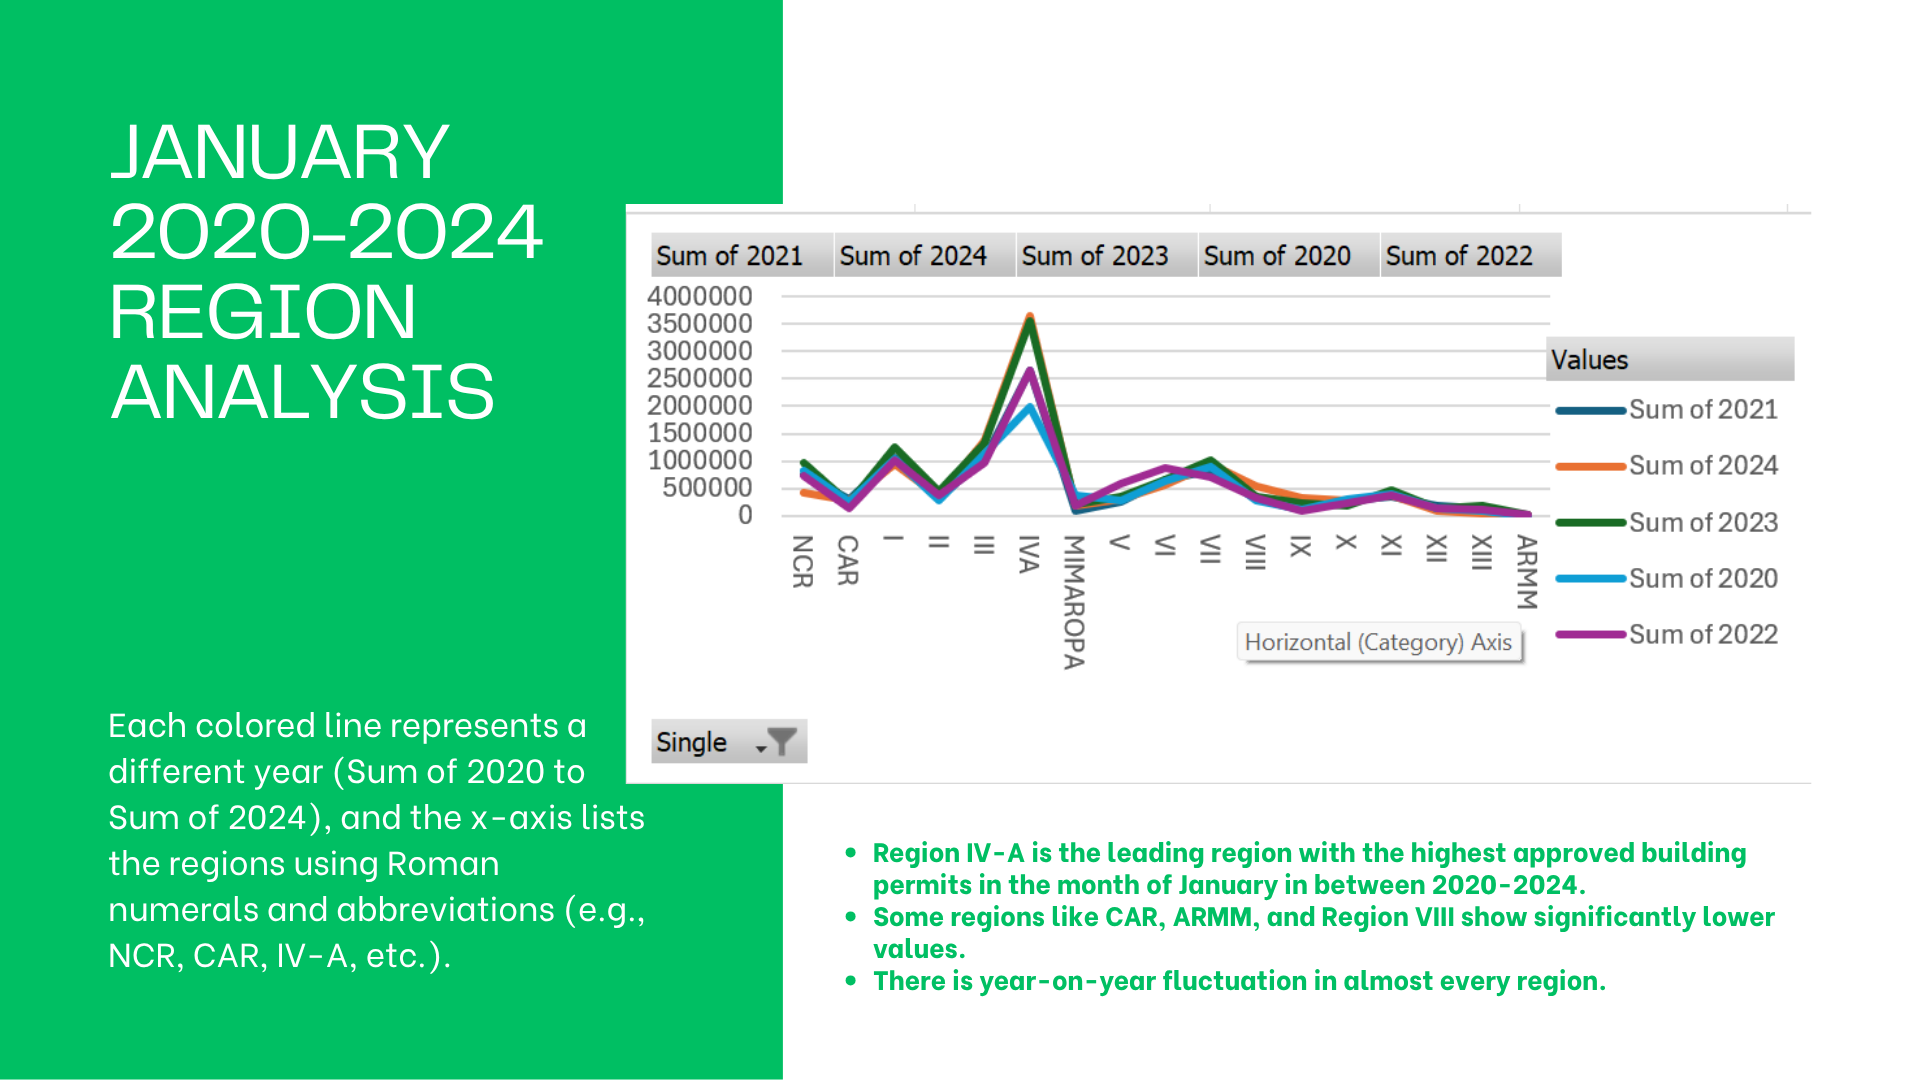 JANUARY
2020-2024
REGION
ANALYSIS
Each colored line represents a
different year (Sum of 2020 to
Sum of 2024), and the x-axis lists
the regions using Roman
numerals and abbreviations (e.g.,
NCR, CAR, IV-A, etc.).
Sum of 2021 Sum of 2024 Sum of 2023 Sum of 2020 Sum of 2022
4000000
3500000
3000000
2500000
2000000
1500000
1000000
500000
0
NCR CAR I II III IVA MIMAROPA V VI VII VIII IX X XI XII XIII ARMM
Horizontal (Category) Axis
Values
Sum of 2021
Sum of 2024
Sum of 2023
Sum of 2020
Sum of 2022
Single
• Region IV-A is the leading region with the highest approved building
permits in the month of January in between 2020-2024.
• Some regions like CAR, ARMM, and Region VIII show significantly lower
values.
• There is year-on-year fluctuation in almost every region.